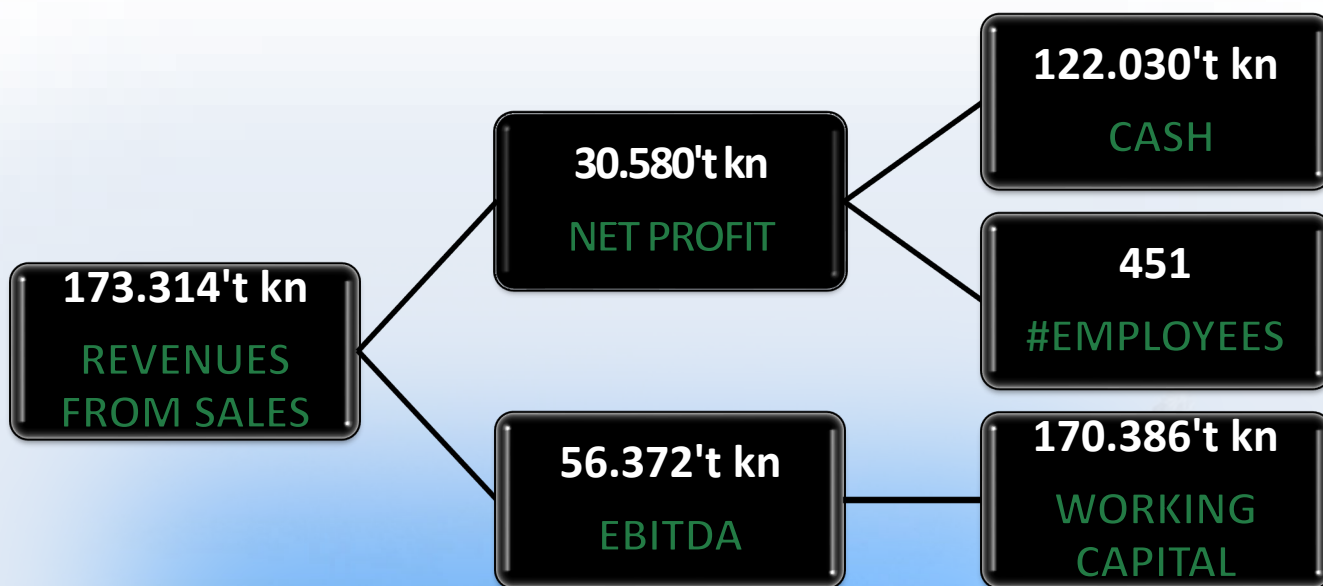 173.314't kn
REVENUES
FROM SALES
30.580't kn
NET PROFIT
56.372't kn
EBITDA
122.030't kn
CASH
451
#EMPLOYEES
170.386't kn
WORKING
CAPITAL